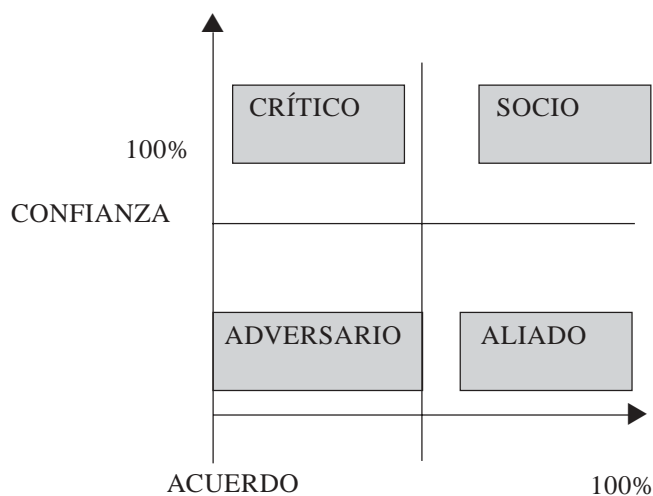 CRÍTICO SOCIO
100%
CONFIANZA
ADVERSARIO ALIADO
ACUERDO 100%